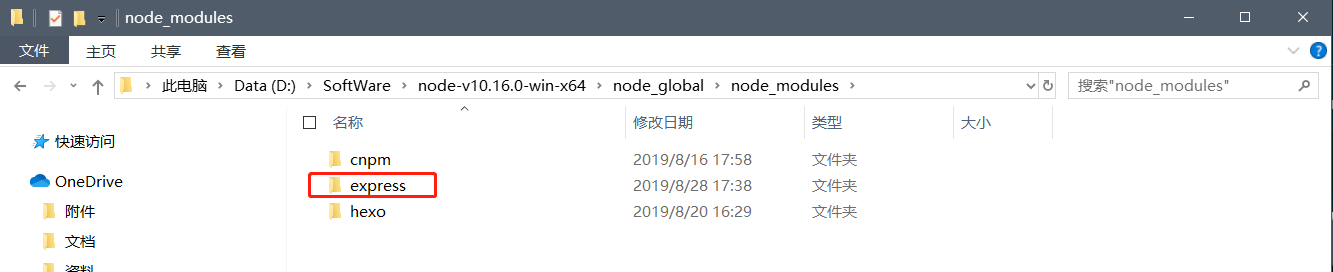 node_modules
文件 主页 共享 查看
此电脑 Data (D:) SoftWare node-v10.16.0-win-x64 node_global node_modules 搜索"node_modules"
名称 修改日期 类型 大小
快速访问
cnpm 2019/8/16 17:58 文件夹
OneDrive
express 2019/8/28 17:38 文件夹
附件
hexo 2019/8/20 16:29 文件夹
文档
资料